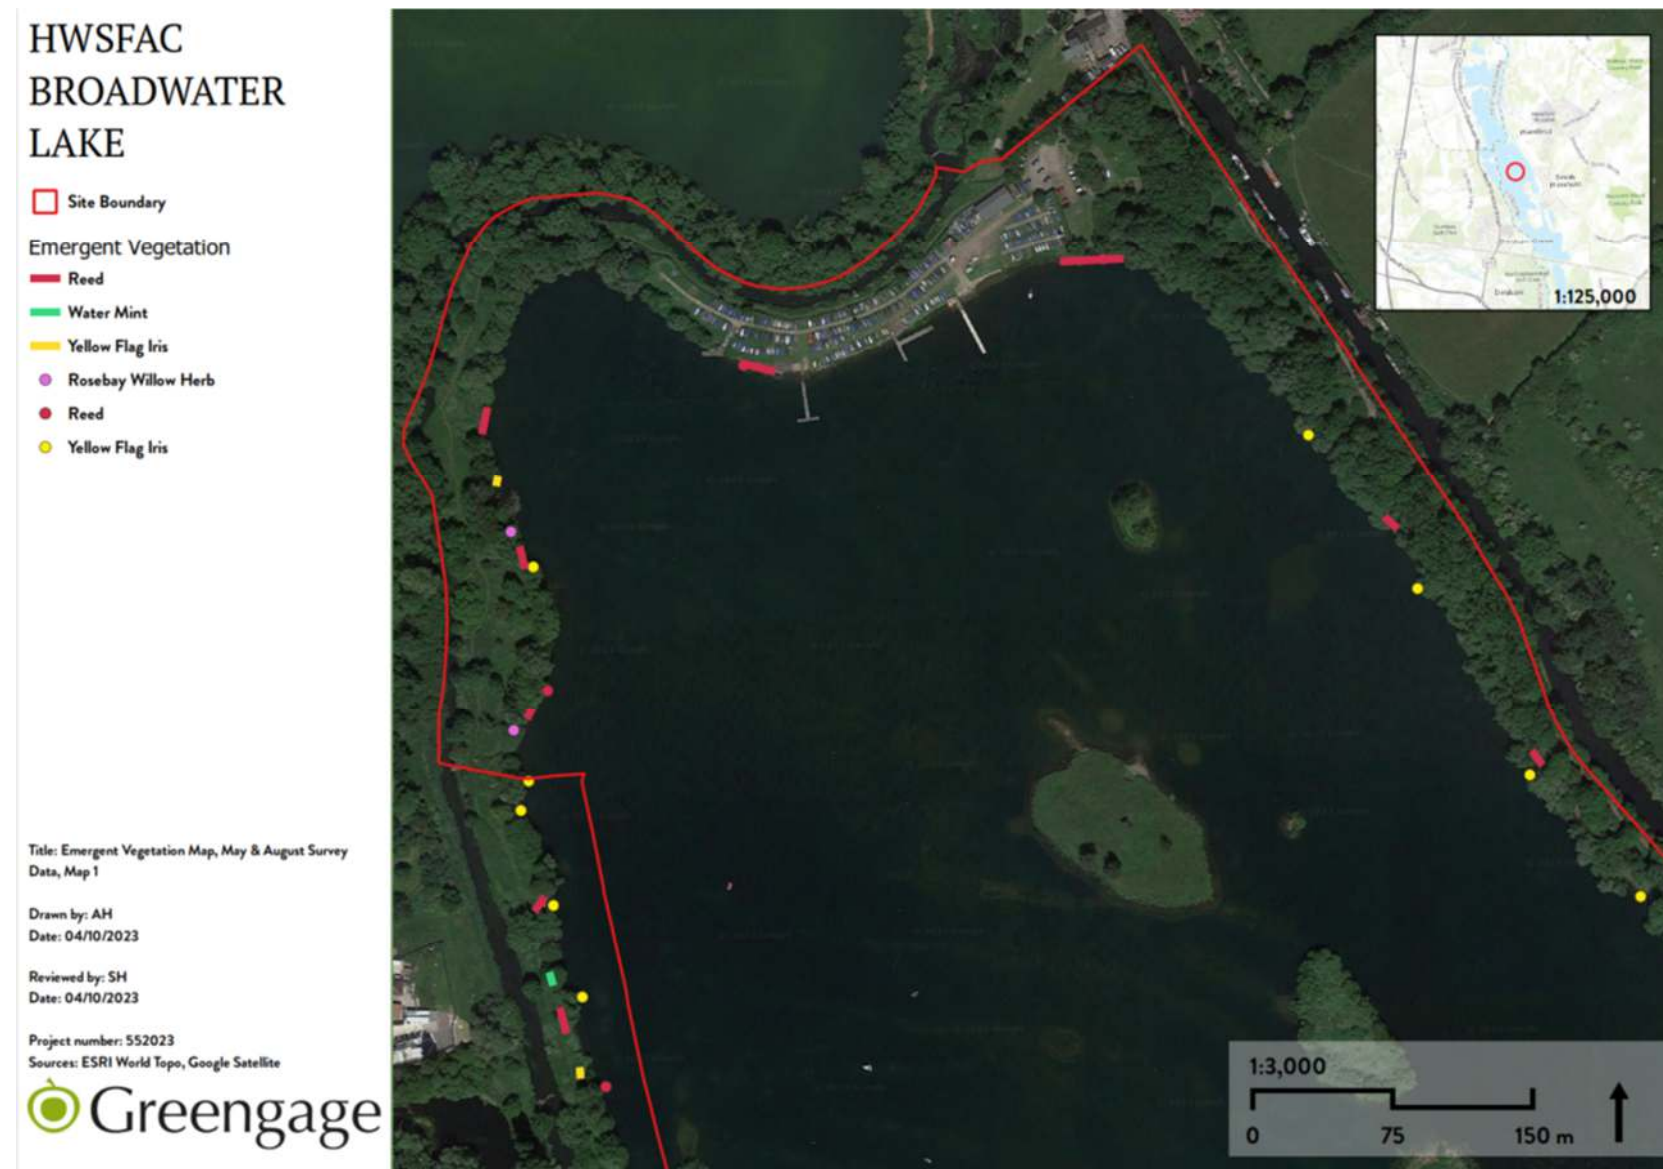 HWSFAC
BROADWATER
LAKE
Site Boundary
Emergent Vegetation
Reed
Water Mint
Yellow Flag Iris
Rosebay Willow Herb
Reed
Yellow Flag Iris
Title: Emergent Vegetation Map, May & August Survey
Data, Map 1
Drawn by: AH
Date: 04/10/2023
Reviewed by: SH
Date: 04/10/2023
Project number: 552023
Sources: ESRI World Topo, Google Satellite
Greengage
1:125,000
1:3,000
0 75 150 m